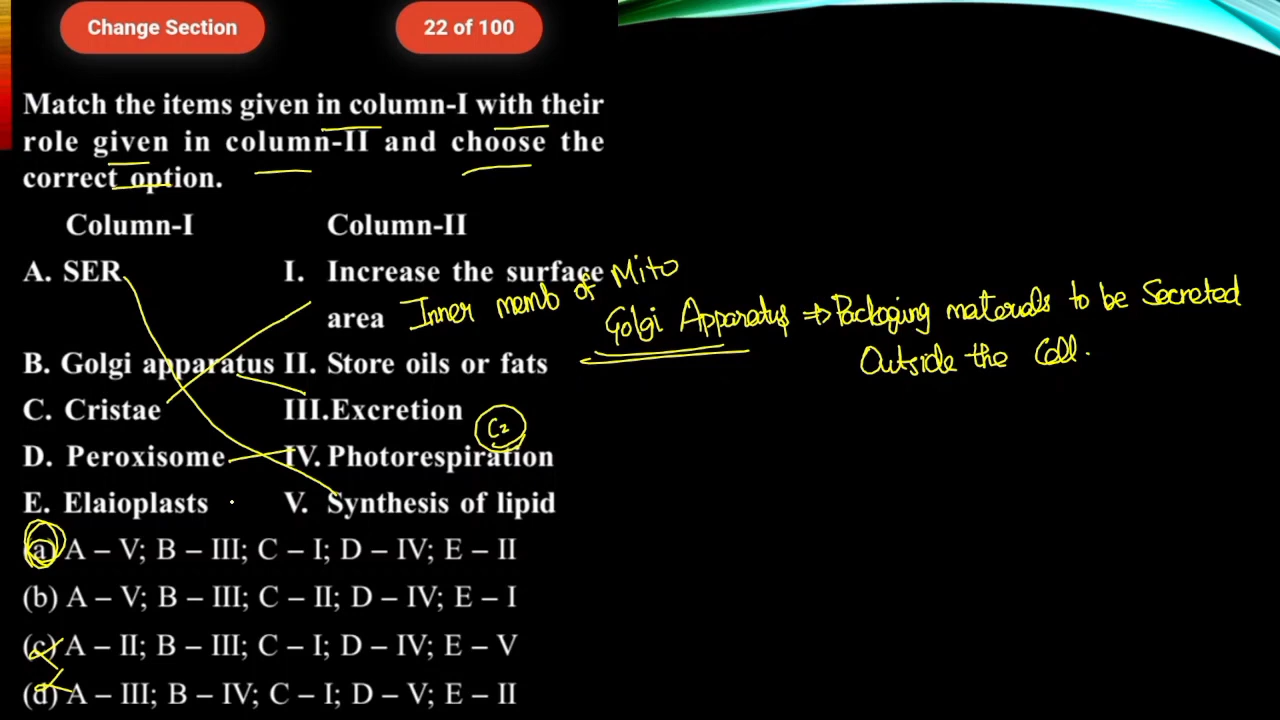 Change Section
22 of 100
Match the items given in column-I with their
role given in column-II and choose the
correct option.
Column-I Column-II
A. SER I. Increase the surface
area
B. Golgi apparatus II. Store oils or fats
C. Cristae III.Excretion
D. Peroxisome IV. Photorespiration
E. Elaioplasts V. Synthesis of lipid
(a) A – V; B – III; C – I; D – IV; E – II
(b) A – V; B – III; C – II; D – IV; E – I
(c) A – II; B – III; C – I; D – IV; E – V
(d) A – III; B – IV; C – I; D – V; E – II
Inner memb of Mito
Golgi Apparatus ⇒ Packaging materials to be Secreted
Outside the Cell.
C2